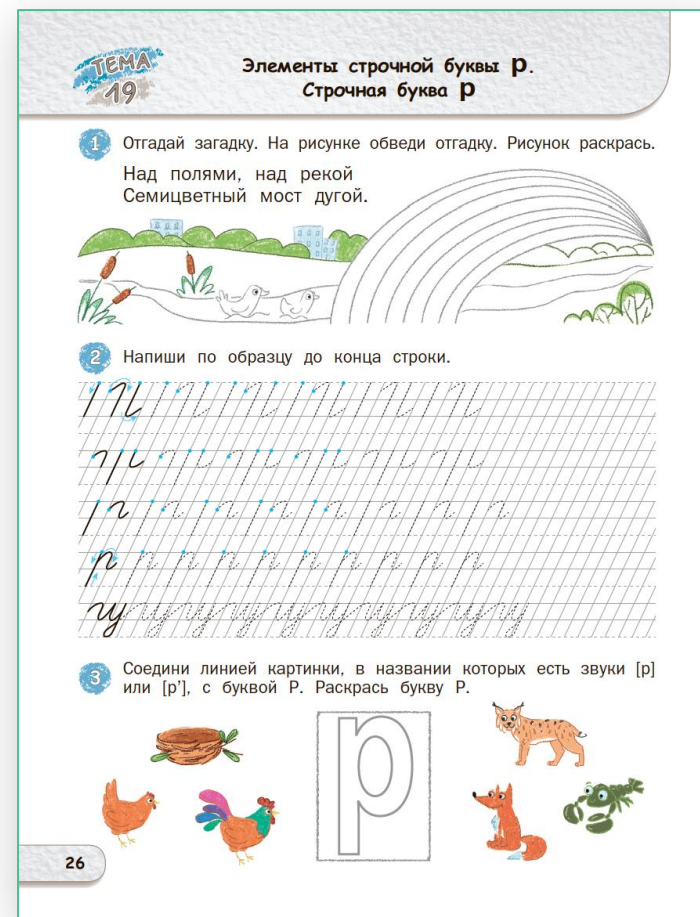 ТЕМА
19
Элементы строчной буквы р.
Строчная буква р
1 Отгадай загадку. На рисунке обведи отгадку. Рисунок раскрась.
Над полями, над рекой
Семицветный мост дугой.
2 Напиши по образцу до конца строки.
р
гу
3 Соедини линией картинки, в названии которых есть звуки [р]
или [р’], с буквой Р. Раскрась букву Р.
р
26